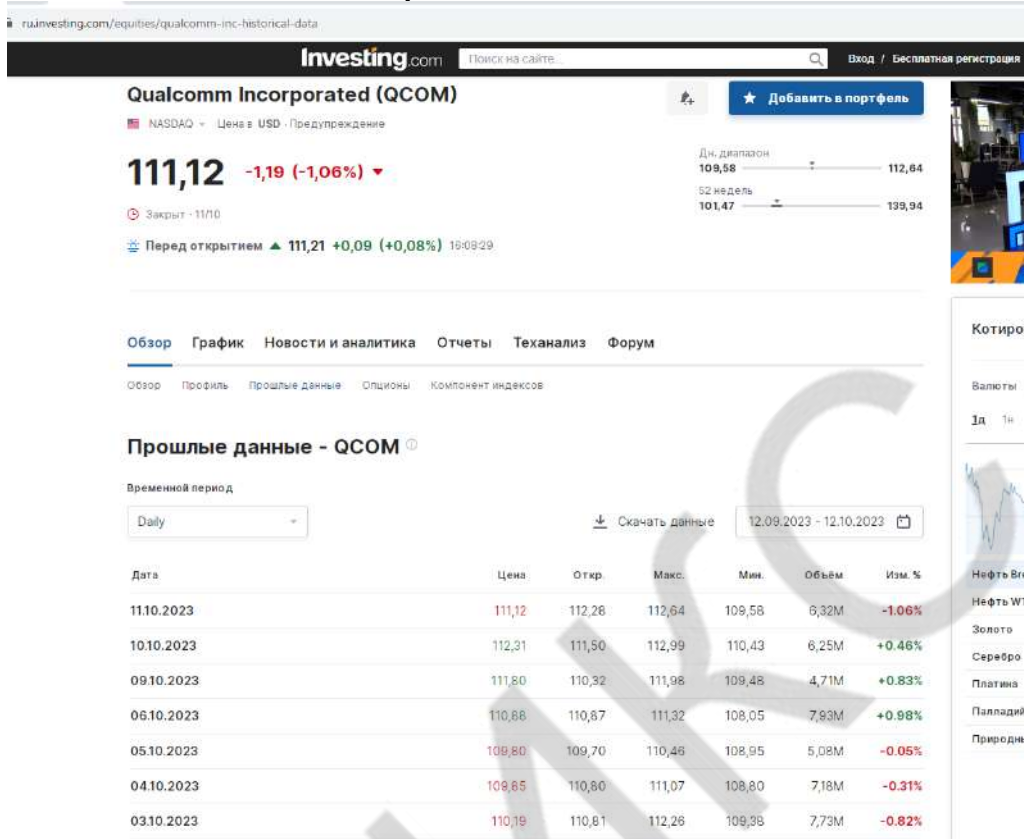 ru.investing.com/equities/qualcomm-inc-historical-data
Investing.com Поиск на сайте... Вход / Бесплатная регистрация
Qualcomm Incorporated (QCOM) Добавить в портфель
NASDAQ Цена в USD · Предупреждение
111,12 -1,19 (-1,06%)
Дн. диапазон
109,58 112,64
52 недель
101,47 139,94
Закрыт · 11/10
Перед открытием 111,21 +0,09 (+0,08%) 16:08:29
Обзор График Новости и аналитика Отчеты Теханализ Форум
Обзор Профиль Прошлые данные Опционы Компонент индексов
Прошлые данные - QCOM
Временной период
Daily Скачать данные 12.09.2023 - 12.10.2023
Дата Цена Откр. Макс. Мин. Объём Изм. %
11.10.2023 111,12 112,28 112,64 109,58 6,32M -1.06%
10.10.2023 112,31 111,50 112,99 110,43 6,25M +0.46%
09.10.2023 111,80 110,32 111,98 109,48 4,71M +0.83%
06.10.2023 110,88 110,87 111,32 108,05 7,93M +0.98%
05.10.2023 109,80 109,70 110,46 108,95 5,08M -0.05%
04.10.2023 109,85 110,80 111,07 108,80 7,18M -0.31%
03.10.2023 110,19 110,81 112,26 109,38 7,73M -0.82%
Котиро
Валюты
1д 1н
Нефть Bre
Нефть WT
Золото
Серебро
Платина
Палладий
Природны